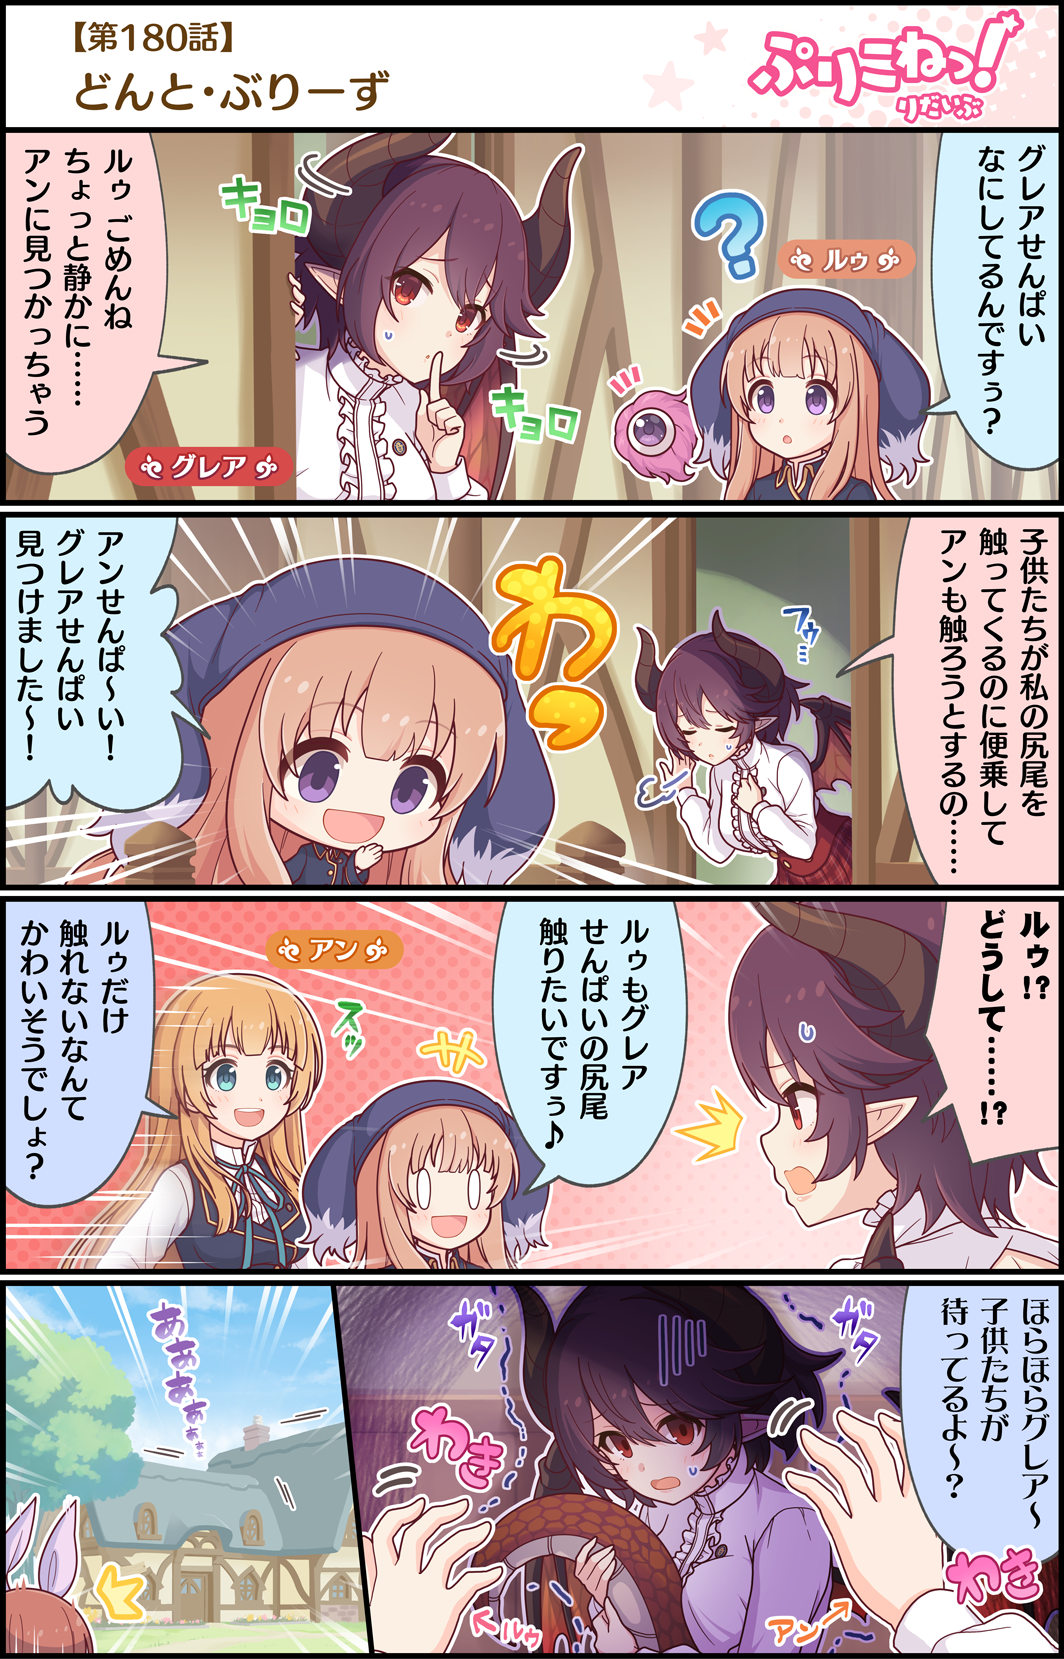 【第180話】
どんと・ぶりーず
ぷりこねっ!
りだいぶ
グレアせんぱい
なにしてるんですぅ?
ルゥ
キョロ
キョロ
ルゥ ごめんね
ちょっと静かに……
アンに見つかっちゃう
グレア
子供たちが私の尻尾を
触ってくるのに便乗して
アンも触ろうとするの……
フゥ
わっ
アンせんぱ〜い!
グレアせんぱい
見つけました〜!
ルゥ!?
どうして……!?
ルゥもグレア
せんぱいの尻尾
触りたいですぅ♪
サッ
アン
スッ
ルゥだけ
触れないなんて
かわいそうでしょ?
ほらほらグレア〜
子供たちが
待ってるよ〜?
ガタ
ガタ
わき
わき
ルゥ
アン
あぁあぁあぁぁぁ